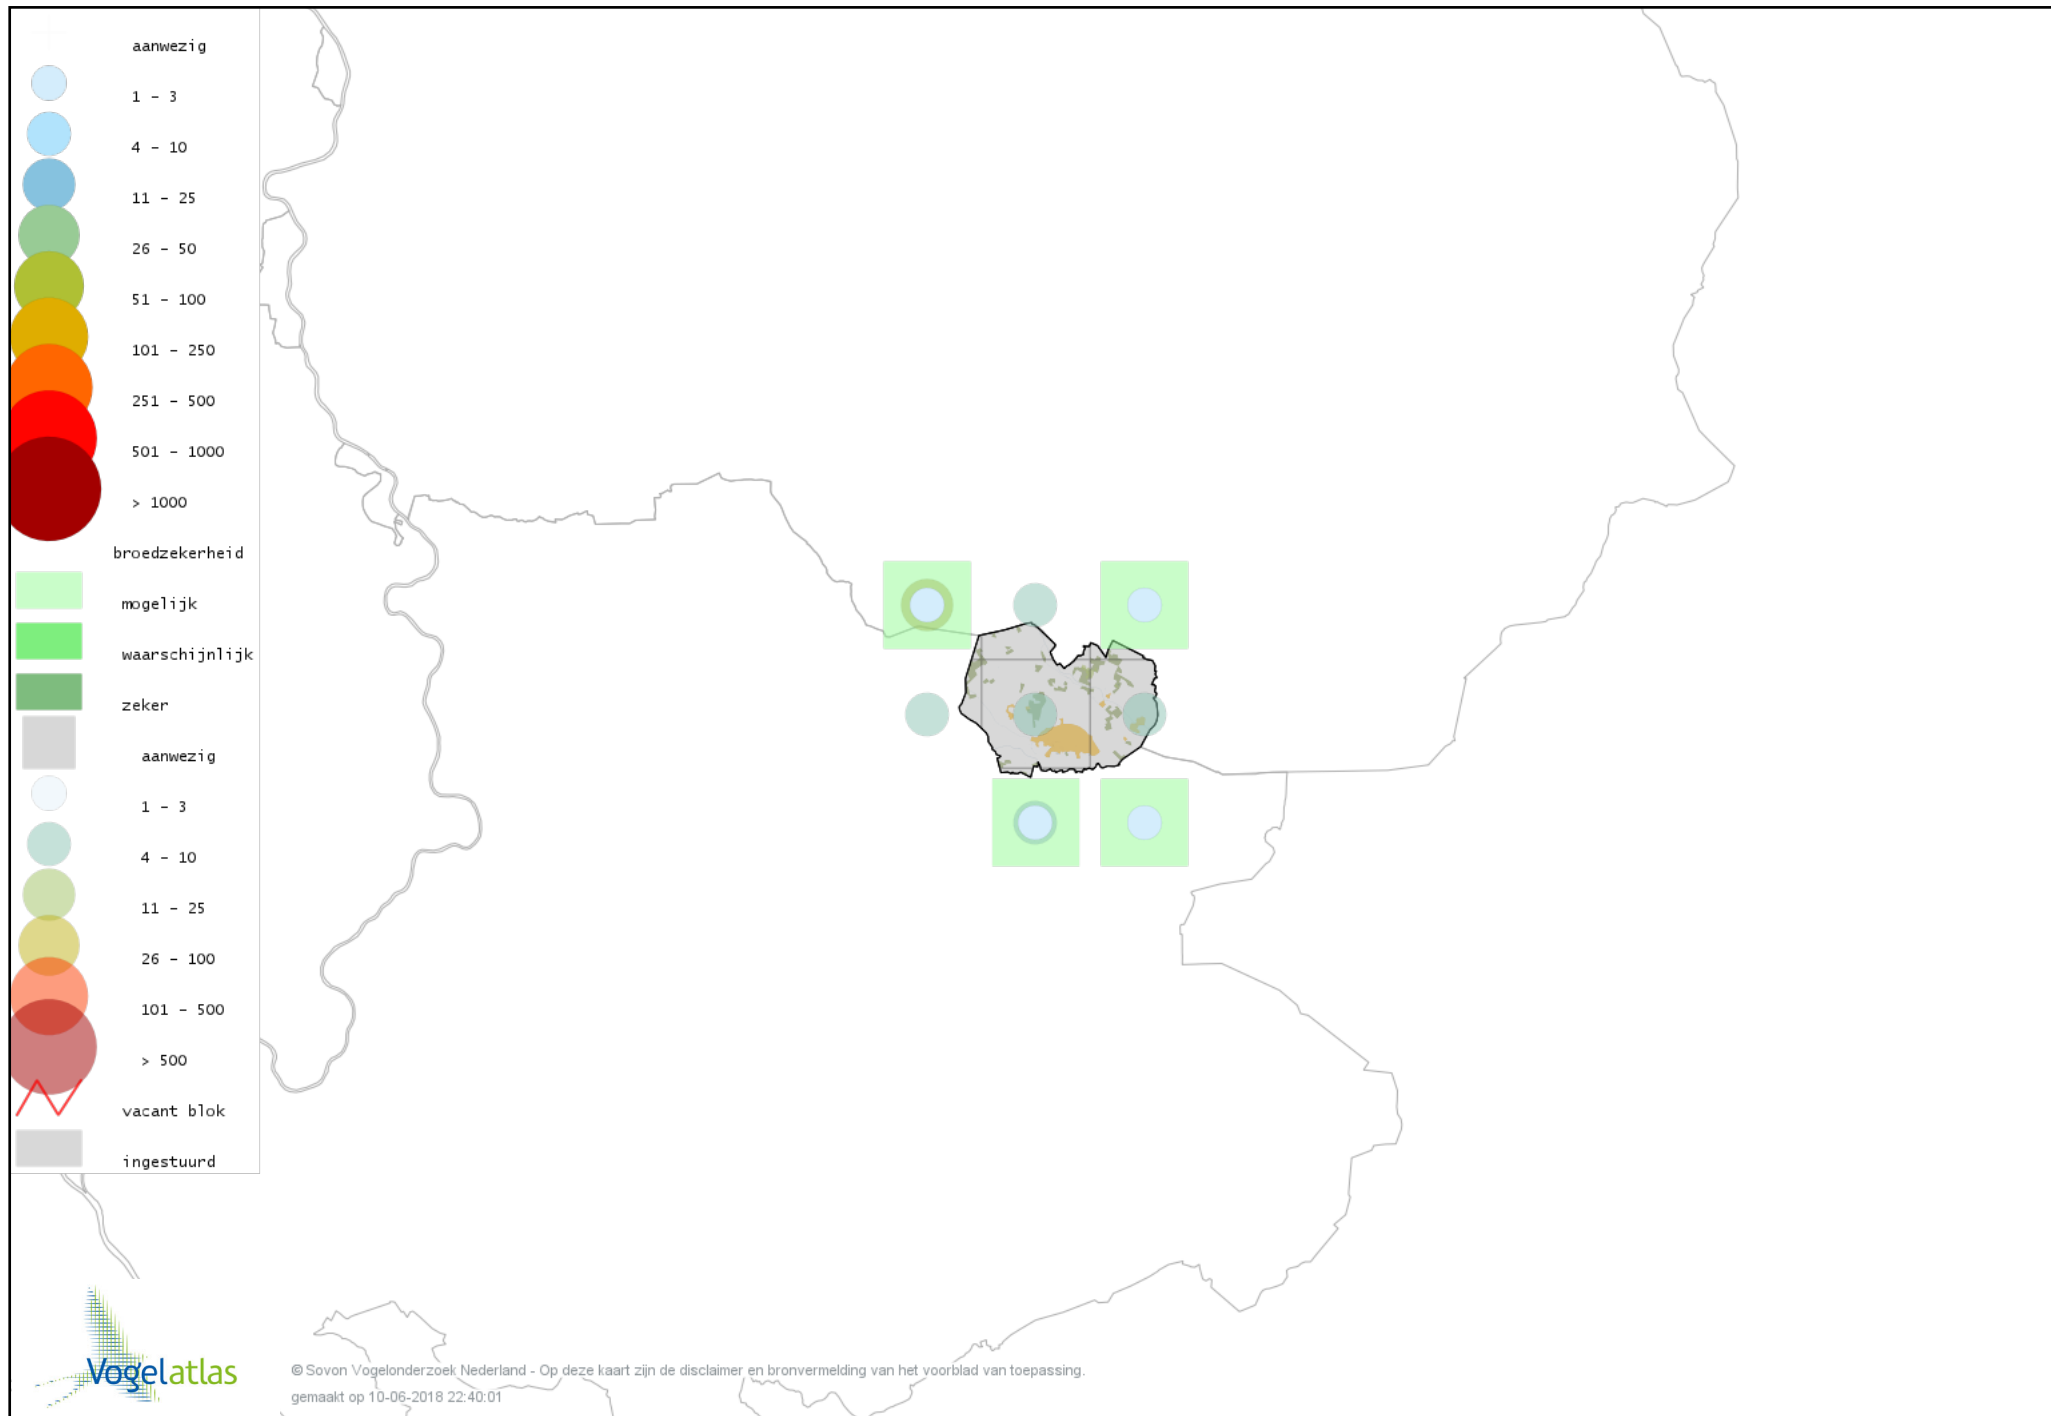 aanwezig
1 - 3
4 - 10
11 - 25
26 - 50
51 - 100
101 - 250
251 - 500
501 - 1000
> 1000
broedzekerheid
mogelijk
waarschijnlijk
zeker
aanwezig
1 - 3
4 - 10
11 - 25
26 - 100
101 - 500
> 500
vacant blok
ingestuurd
Vogelatlas
© Sovon Vogelonderzoek Nederland - Op deze kaart zijn de disclaimer en bronvermelding van het voorblad van toepassing.
gemaakt op 10-06-2018 22:40:01